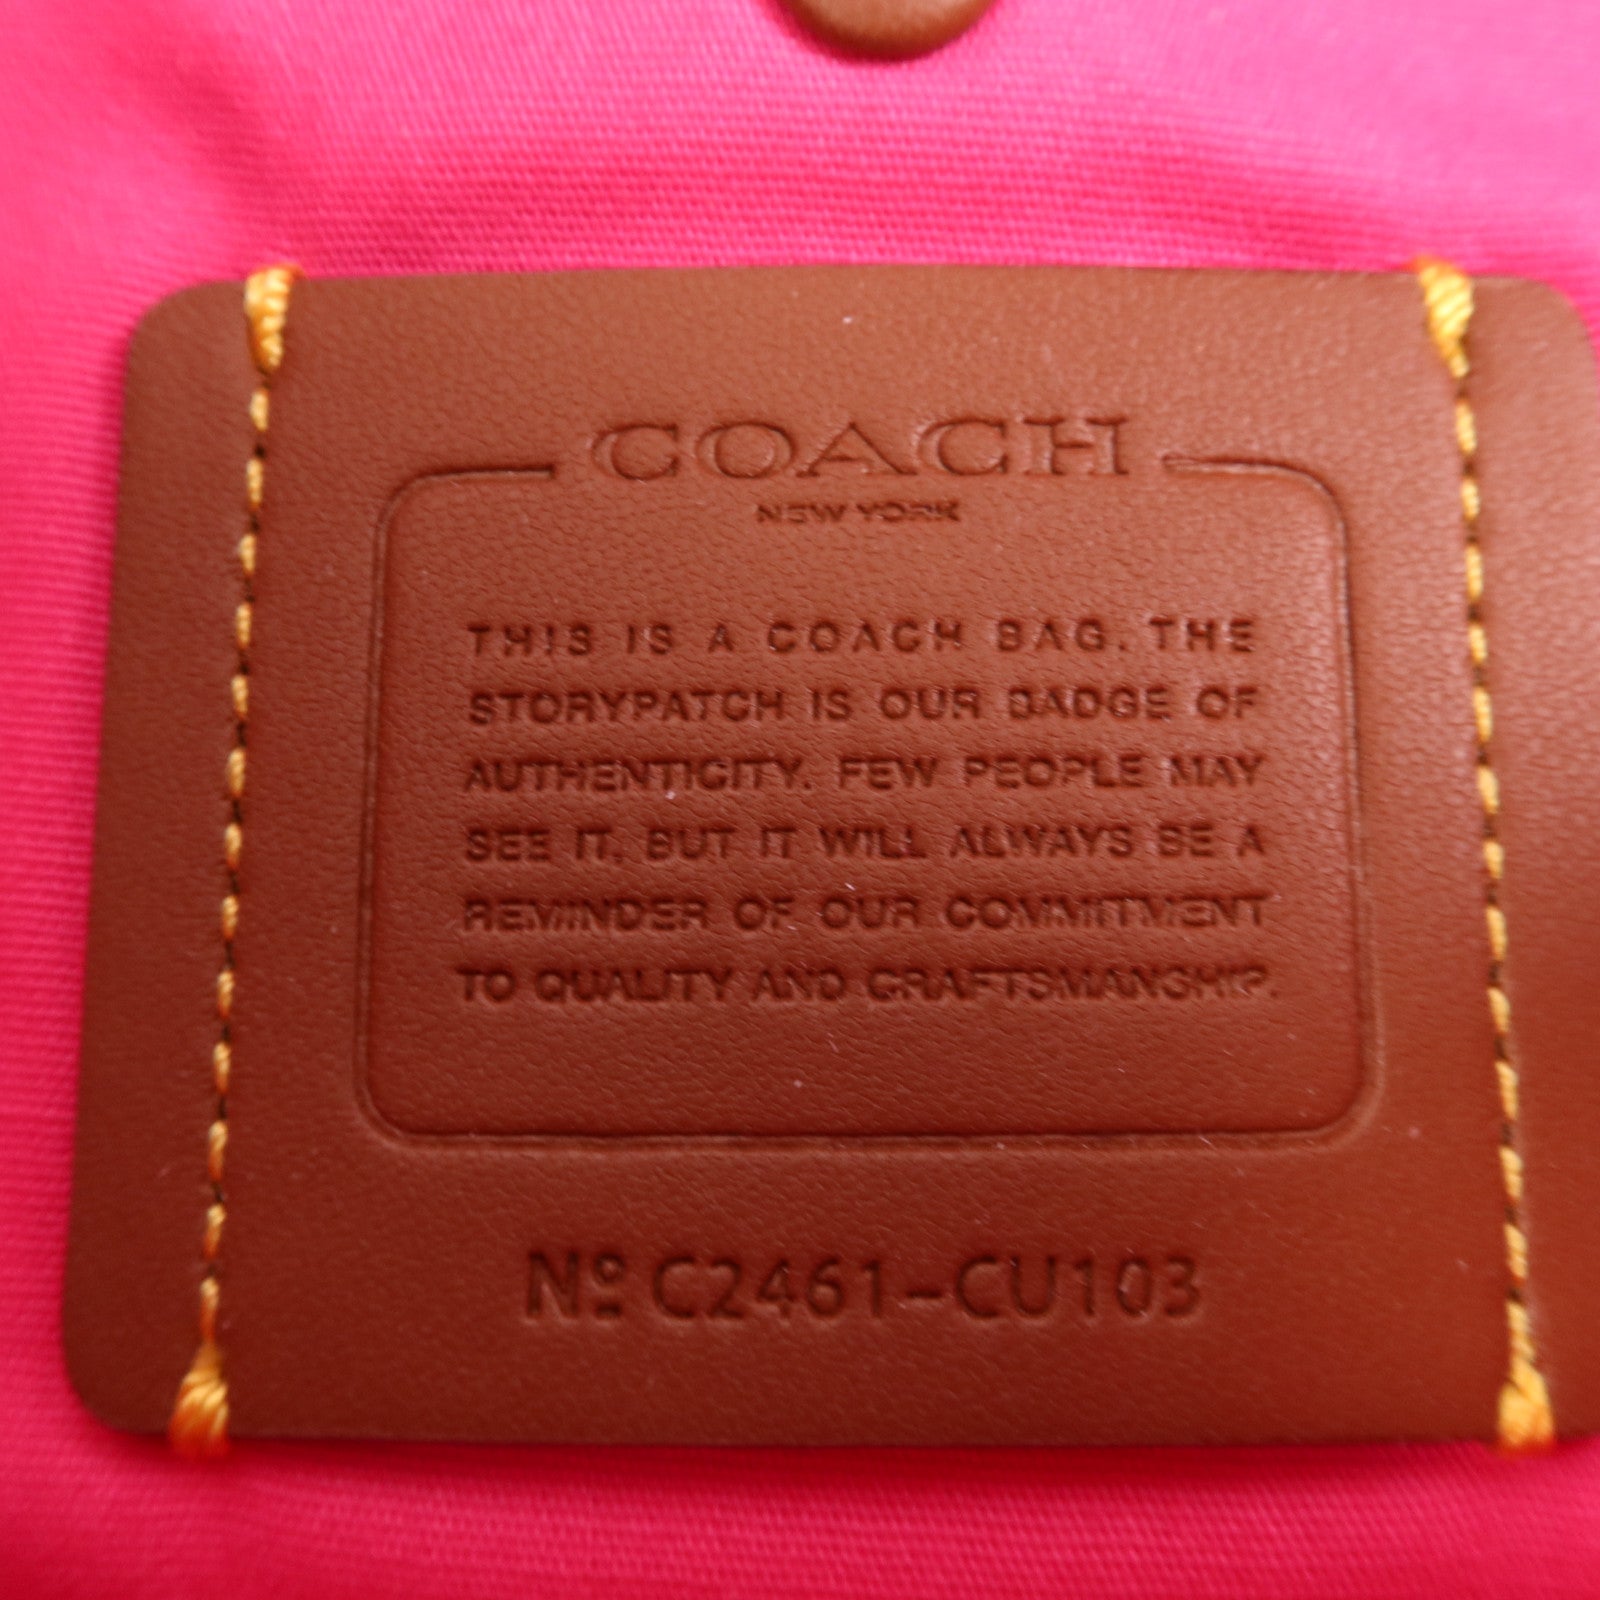 COACH
NEW YORK
THIS IS A COACH BAG. THE
STORYPATCH IS OUR BADGE OF
AUTHENTICITY. FEW PEOPLE MAY
SEE IT, BUT IT WILL ALWAYS BE A
REMINDER OF OUR COMMITMENT
TO QUALITY AND CRAFTSMANSHIP.
Nº C2461-CU103